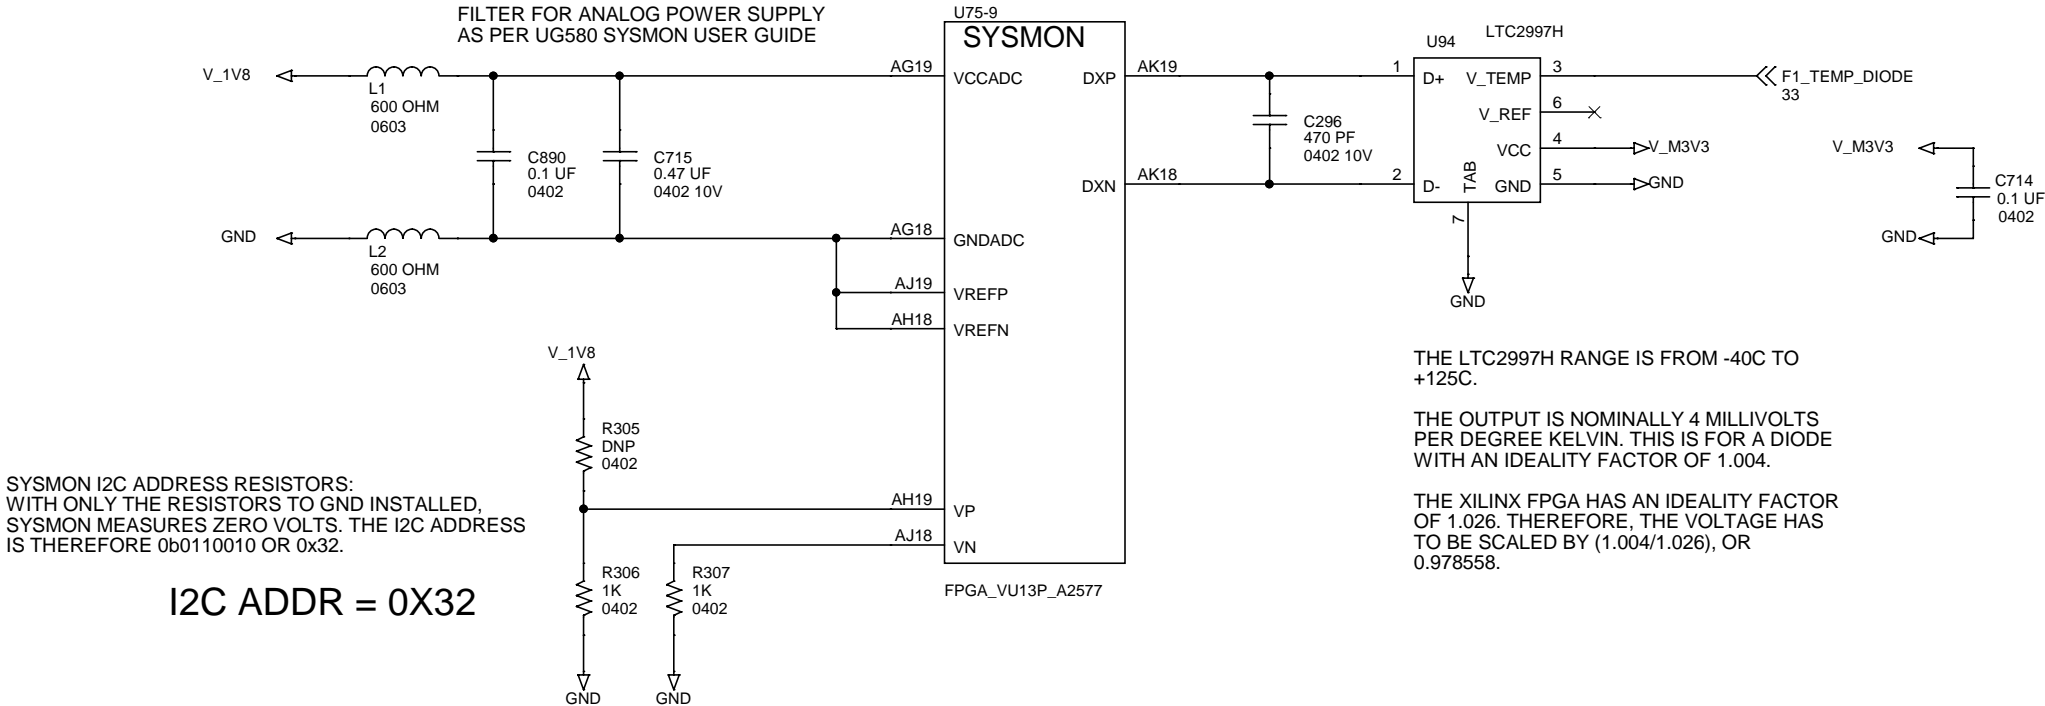 FILTER FOR ANALOG POWER SUPPLY
AS PER UG580 SYSMON USER GUIDE
V_1V8
L1
600 OHM
0603
C890
0.1 UF
0402
C715
0.47 UF
0402 10V
GND
L2
600 OHM
0603
U75-9
SYSMON
AG19
VCCADC
AG18
GNDADC
AJ19
VREFP
AH18
VREFN
AH19
VP
AJ18
VN
DXP
AK19
DXN
AK18
FPGA_VU13P_A2577
C296
470 PF
0402 10V
U94
LTC2997H
1
D+
2
D-
V_TEMP
3
V_REF
6
VCC
4
GND
5
TAB
7
GND
F1_TEMP_DIODE
33
V_M3V3
GND
V_M3V3
C714
0.1 UF
0402
GND
V_1V8
R305
DNP
0402
R306
1K
0402
R307
1K
0402
GND
GND
SYSMON I2C ADDRESS RESISTORS:
WITH ONLY THE RESISTORS TO GND INSTALLED,
SYSMON MEASURES ZERO VOLTS. THE I2C ADDRESS
IS THEREFORE 0b0110010 OR 0x32.
I2C ADDR = 0X32
THE LTC2997H RANGE IS FROM -40C TO
+125C.
THE OUTPUT IS NOMINALLY 4 MILLIVOLTS
PER DEGREE KELVIN. THIS IS FOR A DIODE
WITH AN IDEALITY FACTOR OF 1.004.
THE XILINX FPGA HAS AN IDEALITY FACTOR
OF 1.026. THEREFORE, THE VOLTAGE HAS
TO BE SCALED BY (1.004/1.026), OR
0.978558.